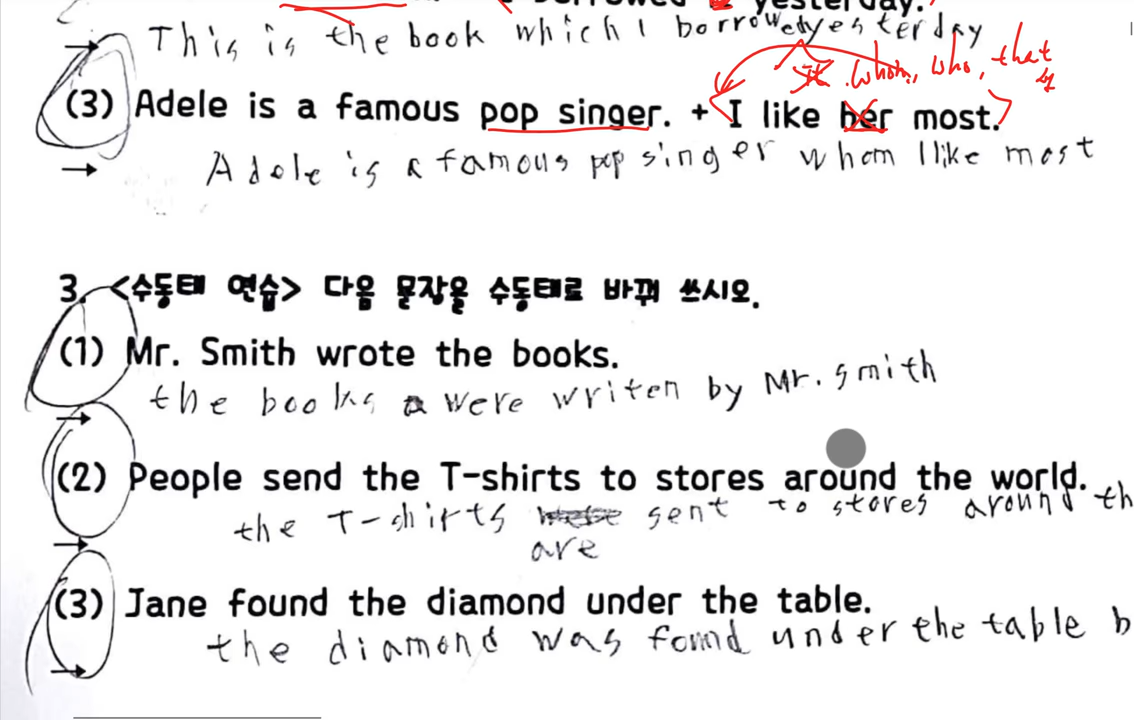 yesterday.
This is the book which I borrowed yesterday
whom, who, that
(3) Adele is a famous pop singer. + I like her most.
→ Adele is a famous pop singer whom I like most
3. <수동태 연습> 다음 문장을 수동태로 바꿔 쓰시오.
(1) Mr. Smith wrote the books.
→ the books were writen by Mr. smith
(2) People send the T-shirts to stores around the world.
→ the T-shirts are sent to stores around th
(3) Jane found the diamond under the table.
→ the diamond was found under the table b